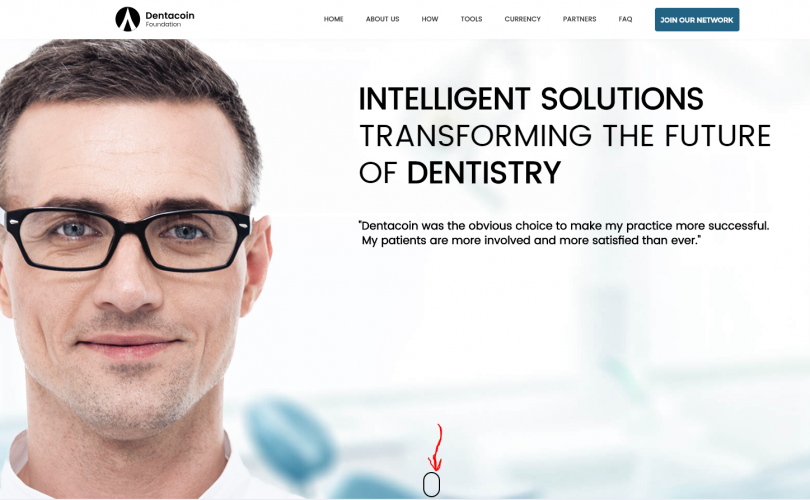 Dentacoin
Foundation
HOME ABOUT US HOW TOOLS CURRENCY PARTNERS FAQ JOIN OUR NETWORK
INTELLIGENT SOLUTIONS
TRANSFORMING THE FUTURE
OF DENTISTRY
"Dentacoin was the obvious choice to make my practice more successful.
My patients are more involved and more satisfied than ever."